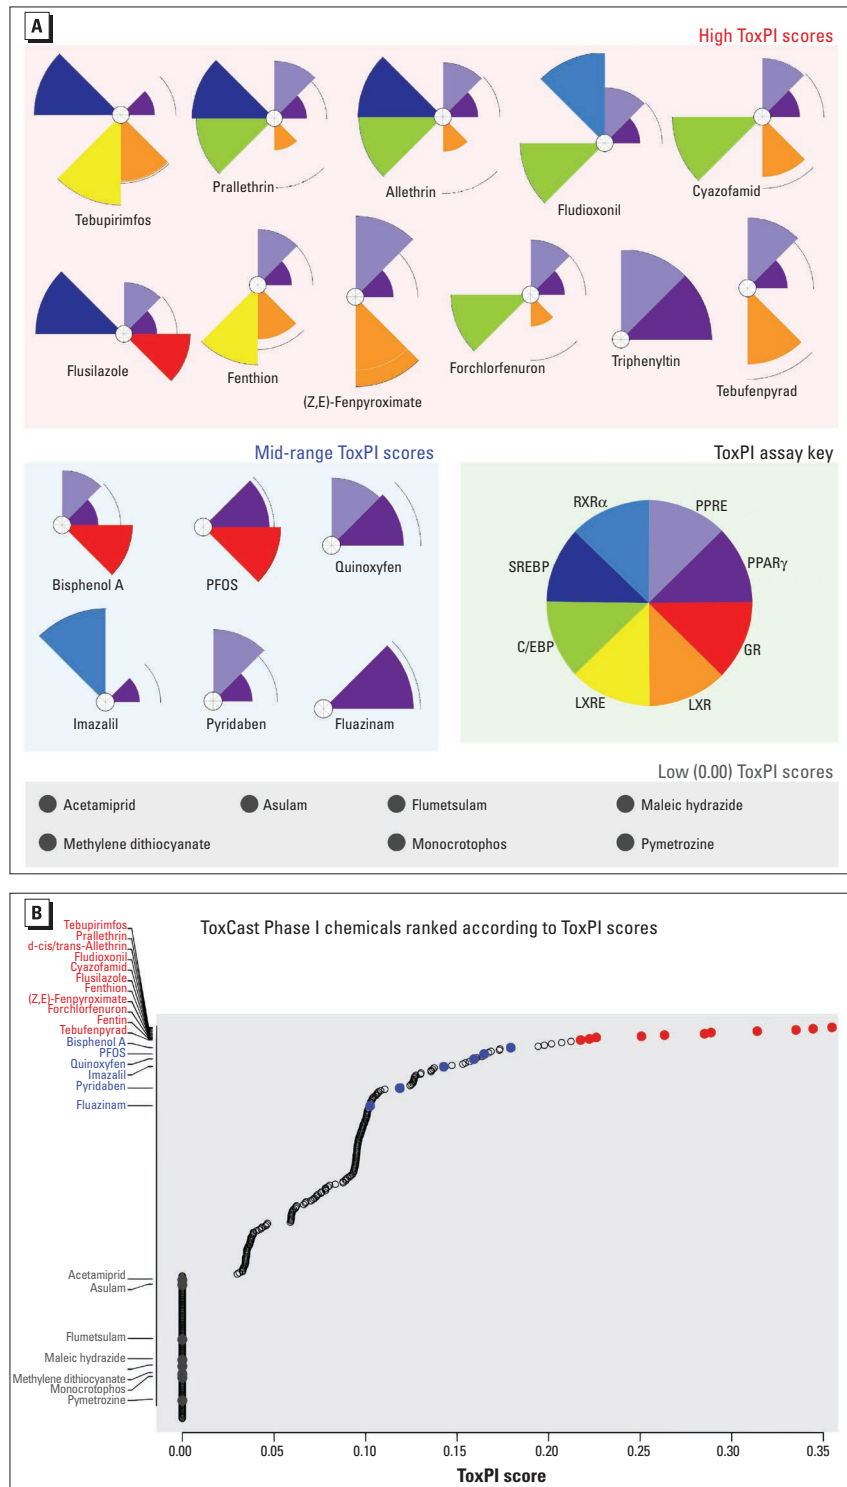 A
High ToxPI scores
Tebupirimfos
Prallethrin
Allethrin
Fludioxonil
Cyazofamid
Flusilazole
Fenthion
(Z,E)-Fenpyroximate
Forchlorfenuron
Triphenyltin
Tebufenpyrad
Mid-range ToxPI scores
Bisphenol A
PFOS
Quinoxyfen
Imazalil
Pyridaben
Fluazinam
ToxPI assay key
RXRα
PPRE
SREBP
PPARγ
C/EBP
GR
LXRE
LXR
Low (0.00) ToxPI scores
Acetamiprid
Asulam
Flumetsulam
Maleic hydrazide
Methylene dithiocyanate
Monocrotophos
Pymetrozine
B
ToxCast Phase I chemicals ranked according to ToxPI scores
Tebupirimfos
Prallethrin
d-cis/trans-Allethrin
Fludioxonil
Cyazofamid
Flusilazole
Fenthion
(Z,E)-Fenpyroximate
Forchlorfenuron
Fentin
Tebufenpyrad
Bisphenol A
PFOS
Quinoxyfen
Imazalil
Pyridaben
Fluazinam
Acetamiprid
Asulam
Flumetsulam
Maleic hydrazide
Methylene dithiocyanate
Monocrotophos
Pymetrozine
0.00 0.05 0.10 0.15 0.20 0.25 0.30 0.35
ToxPI score